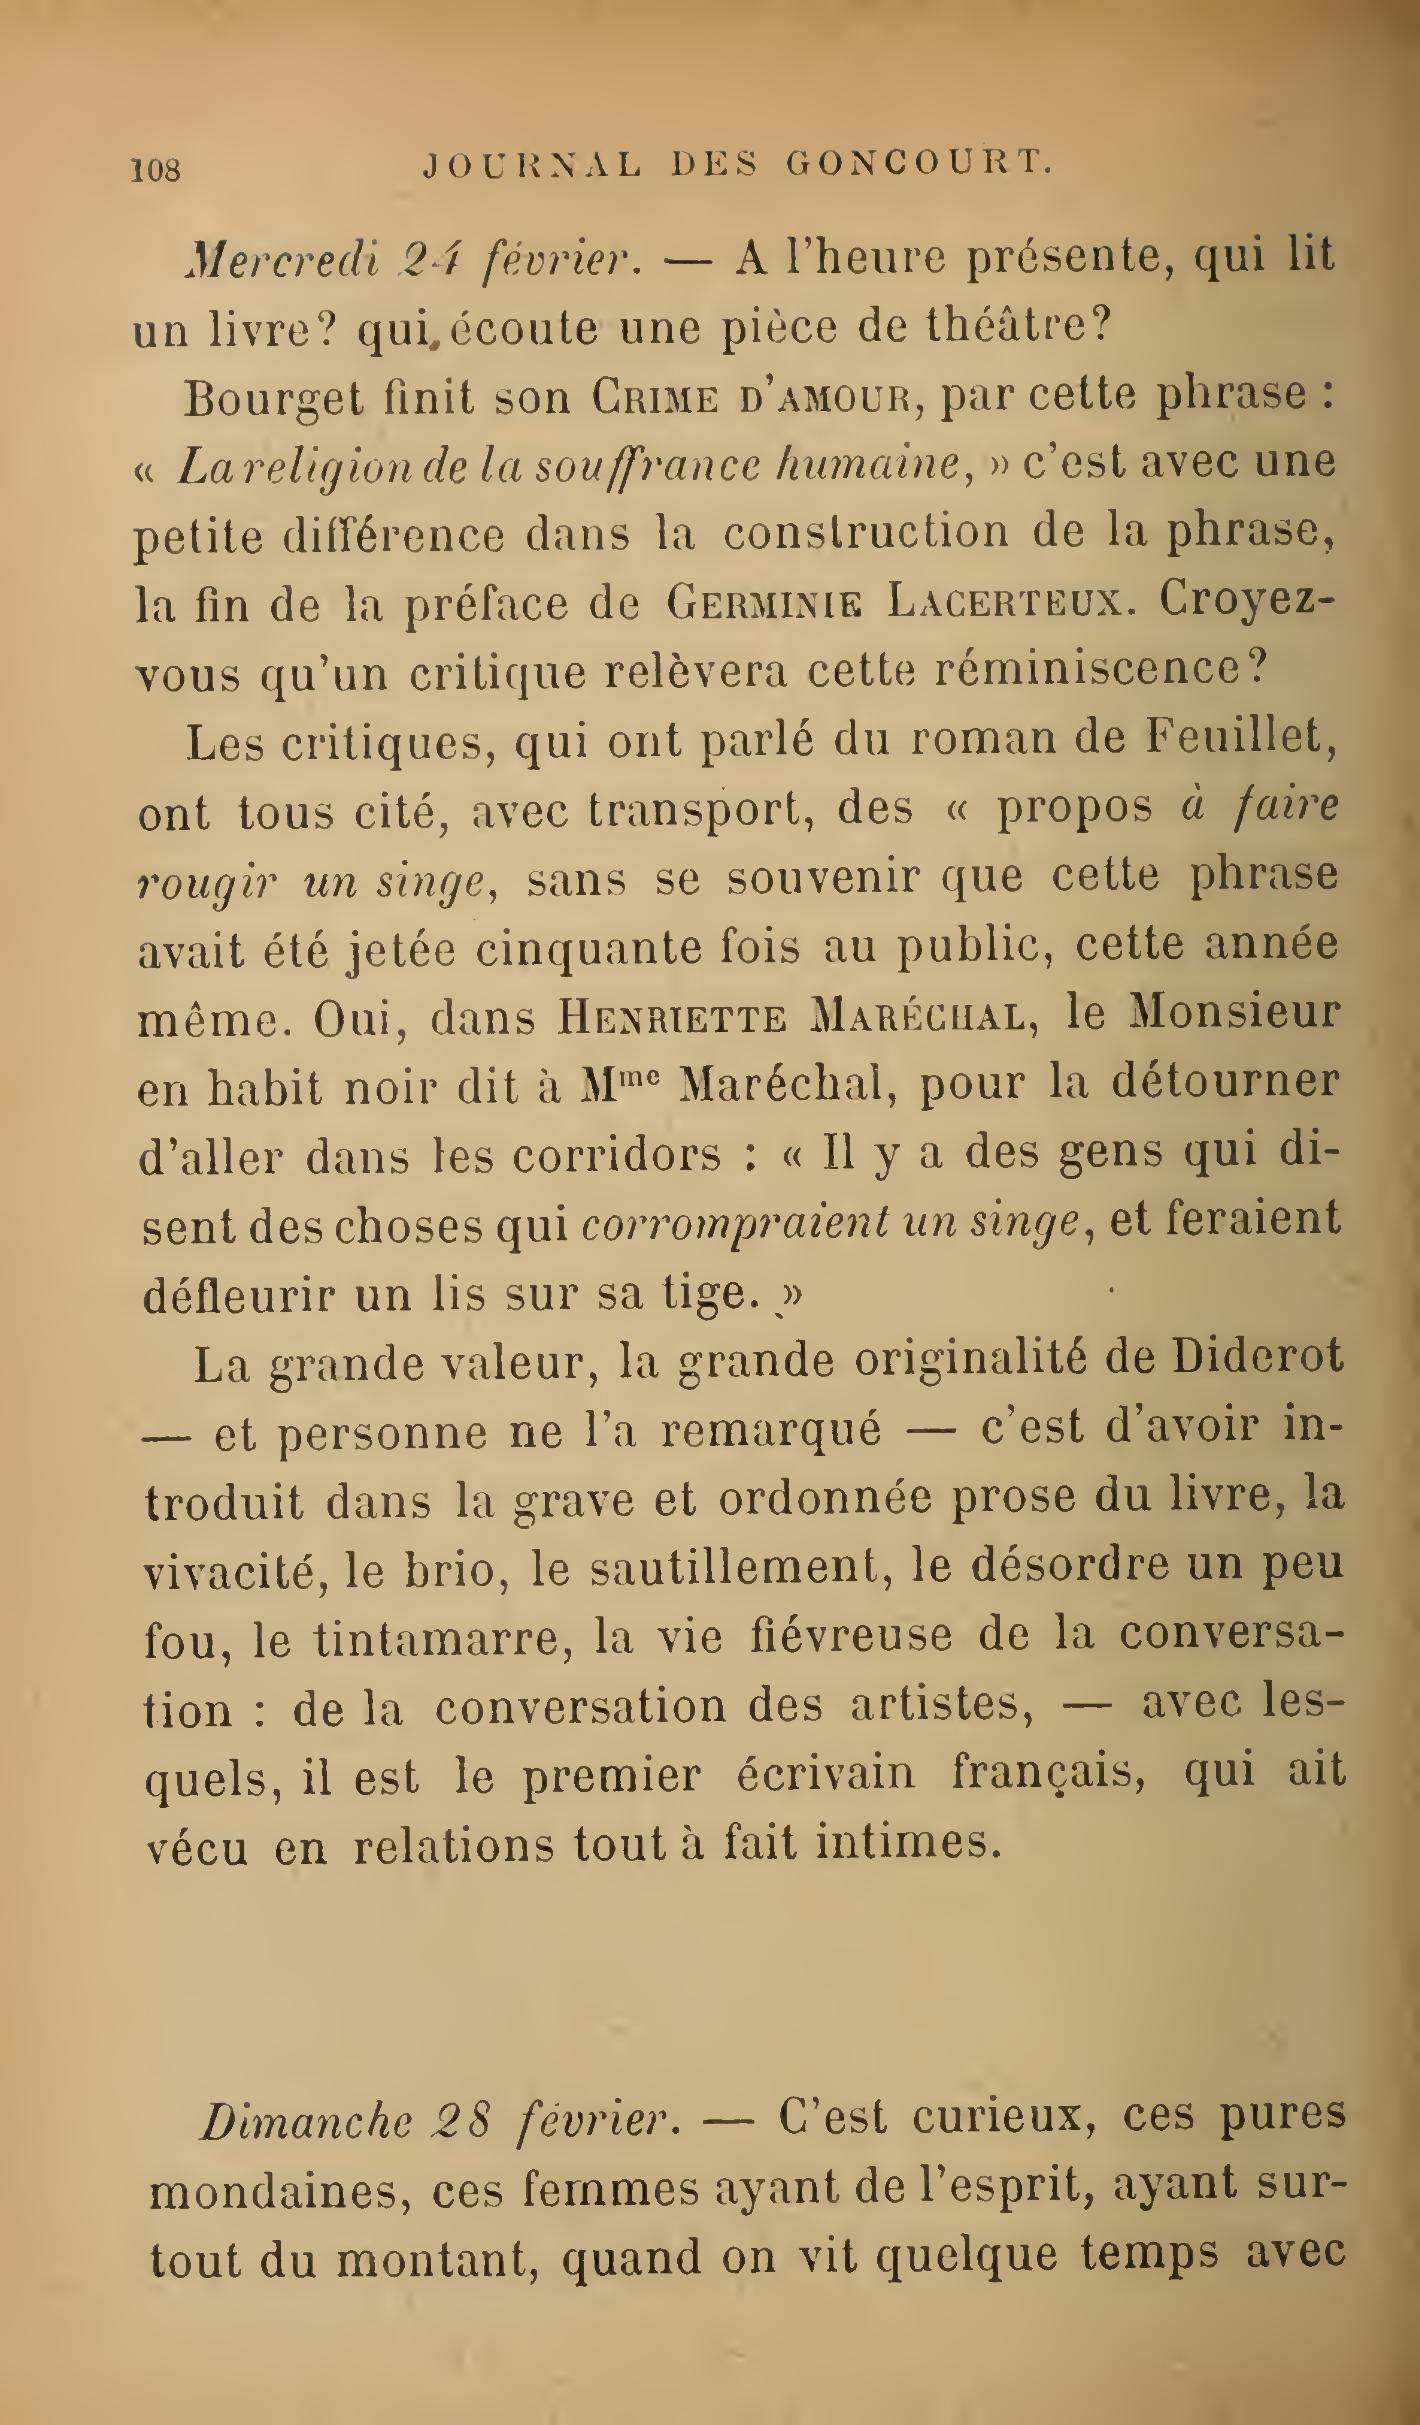 108 JOURNAL DES GONCOURT.
Mercredi 24 février. — A l'heure présente, qui lit
un livre? qui écoute une pièce de théâtre?
Bourget finit son CRIME D'AMOUR, par cette phrase :
« La religion de la souffrance humaine, » c'est avec une
petite différence dans la construction de la phrase,
la fin de la préface de GERMINIE LACERTEUX. Croyez-
vous qu'un critique relèvera cette réminiscence?
Les critiques, qui ont parlé du roman de Feuillet,
ont tous cité, avec transport, des « propos à faire
rougir un singe, sans se souvenir que cette phrase
avait été jetée cinquante fois au public, cette année
même. Oui, dans HENRIETTE MARÉCHAL, le Monsieur
en habit noir dit à Mme Maréchal, pour la détourner
d'aller dans les corridors : « Il y a des gens qui di-
sent des choses qui corrompraient un singe, et feraient
défleurir un lis sur sa tige. »
La grande valeur, la grande originalité de Diderot
— et personne ne l'a remarqué — c'est d'avoir in-
troduit dans la grave et ordonnée prose du livre, la
vivacité, le brio, le sautillement, le désordre un peu
fou, le tintamarre, la vie fiévreuse de la conversa-
tion : de la conversation des artistes, — avec les-
quels, il est le premier écrivain français, qui ait
vécu en relations tout à fait intimes.
Dimanche 28 février. — C'est curieux, ces pures
mondaines, ces femmes ayant de l'esprit, ayant sur-
tout du montant, quand on vit quelque temps avec